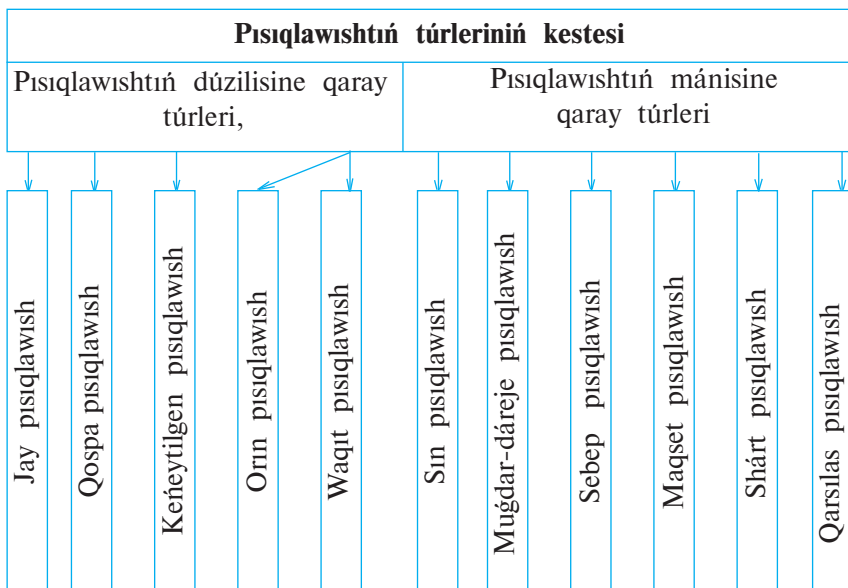 Pısıqlawıshtıń túrleriniń kestesi
Pısıqlawıshtıń dúzilisine qaray
túrleri,
Pısıqlawıshtıń mánisine
qaray túrleri
Jay pısıqlawısh
Qospa pısıqlawısh
Keńeytilgen pısıqlawısh
Orın pısıqlawısh
Waqıt pısıqlawısh
Sın pısıqlawısh
Muǵdar-dáreje pısıqlawısh
Sebep pısıqlawısh
Maqset pısıqlawısh
Shárt pısıqlawısh
Qarsılas pısıqlawısh